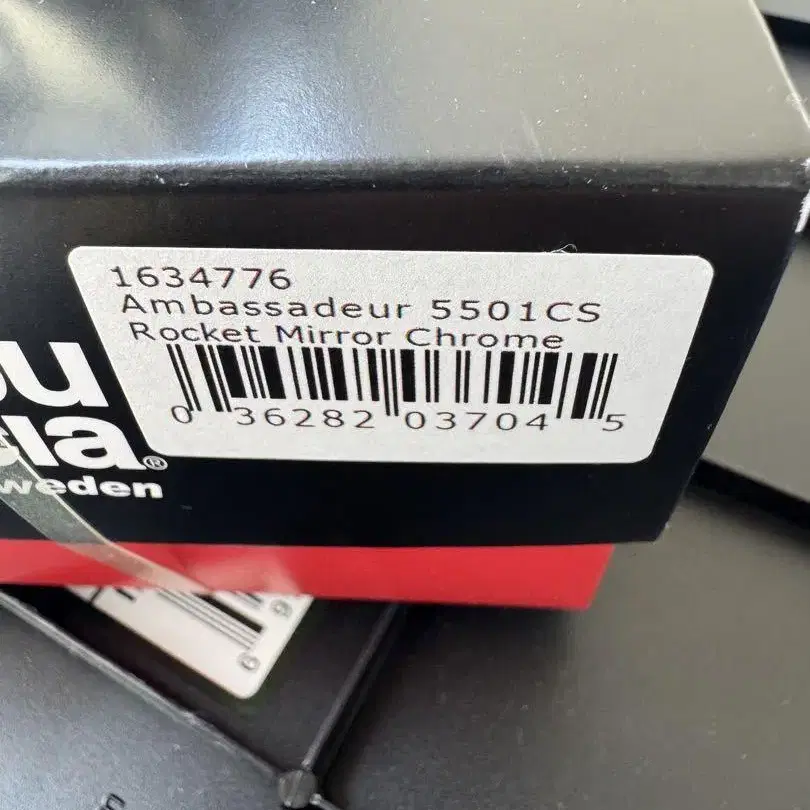 1634776
Ambassadeur 5501CS
Rocket Mirror Chrome
0 36282 03704 5